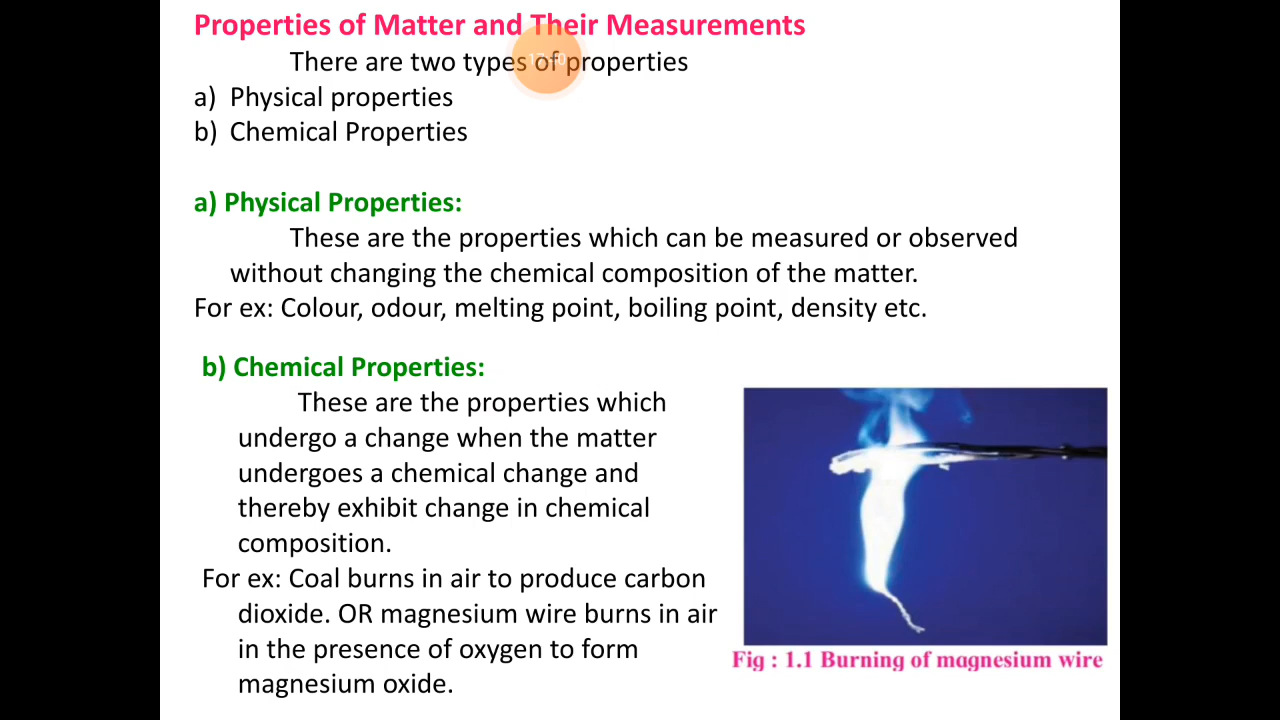 Properties of Matter and Their Measurements
There are two types of properties
a) Physical properties
b) Chemical Properties
a) Physical Properties:
These are the properties which can be measured or observed
without changing the chemical composition of the matter.
For ex: Colour, odour, melting point, boiling point, density etc.
b) Chemical Properties:
These are the properties which
undergo a change when the matter
undergoes a chemical change and
thereby exhibit change in chemical
composition.
For ex: Coal burns in air to produce carbon
dioxide. OR magnesium wire burns in air
in the presence of oxygen to form
magnesium oxide.
Fig : 1.1 Burning of magnesium wire